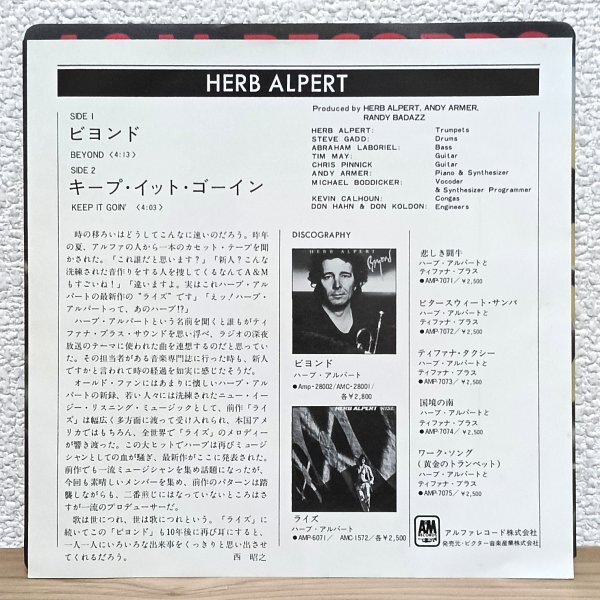 A&M RECORDS
HERB ALPERT
SIDE 1
ビヨンド
BEYOND 〈4:13〉
SIDE 2
キープ・イット・ゴーイン
KEEP IT GOIN' 〈4:03〉
Produced by HERB ALPERT, ANDY ARMER,
RANDY BADAZZ
HERB ALPERT: Trumpets
STEVE GADD: Drums
ABRAHAM LABORIEL: Bass
TIM MAY: Guitar
CHRIS PINNICK: Guitar
ANDY ARMER: Piano & Synthesizer
MICHAEL BODDICKER: Vocoder
& Synthesizer Programmer
KEVIN CALHOUN: Congas
DON HAHN & DON KOLDON: Engineers
時の移ろいはどうしてこんなに速いのだろう。昨年
の夏、アルファの人から一本のカセット・テープを聞
かされた。「これ誰だと思います?」「新人?こんな
洗練された音作りをする人を捜してくるなんてA&M
もすごいね!」「違いますよ。実はこれハーブ・アルパ
ートの最新作の"ライズ"です」「えッ!ハーブ・アル
パートって、あのハーブ!?」
ハーブ・アルパートという名前を聞くと誰もがティ
ファナ・ブラス・サウンドを思い浮べ、ラジオの深夜
放送のテーマに使われた曲を連想するのだと思ってい
た。その担当者がある音楽専門誌に行った時も、新人
ですかと言われて時の経過を如実に感じたそうだ。
オールド・ファンにはあまりに懐しいハーブ・アル
パートの新録、若い人々には洗練されたニュー・イー
ジー・リスニング・ミュージックとして、前作「ライ
ズ」は幅広く多方面に渡って受け入れられ、本国アメ
リカではもちろん、全世界で「ライズ」のメロディー
が響き渡った。この大ヒットでハーブは再びミュージ
シャンとしての血が騒ぎ、最新作がここに発表された。
前作でも一流ミュージシャンを集め話題になったが、
今回も素晴しいメンバーを集め、前作のパターンは踏
襲しながらも、二番煎じにはなっていないところはさ
すが一流のプロデューサーだ。
歌は世につれ、世は歌につれという。「ライズ」に
続いてこの「ビヨンド」も10年後に再び耳にすると、
一人一人にいろいろな出来事をくっきりと思い出させ
てくれるだろう。 西 昭之
DISCOGRAPHY
HERB ALPERT
Beyond
ビヨンド
ハーブ・アルパート
●Amp-28002/AMC-28001/
各¥2,800
HERB ALPERT/RISE
ライズ
ハーブ・アルパート
●AMP-6071/ AMC-1572/各¥2,500
悲しき闘牛
ハーブ・アルパートと
ティファナ・ブラス
●AMP-7071/¥2,500
ビタースウィート・サンバ
ハーブ・アルパートと
ティファナ・ブラス
●AMP-7072/¥2,500
ティファナ・タクシー
ハーブ・アルパートと
ティファナ・ブラス
●AMP-7073/¥2,500
国境の南
ハーブ・アルパートと
ティファナ・ブラス
●AMP-7074/¥2,500
ワーク・ソング
(黄金のトランペット)
ハーブ・アルパートと
ティファナ・ブラス
●AMP-7075/¥2,500
A&M
RECORDS
アルファレコード株式会社
発売元・ビクター音楽産業株式会社